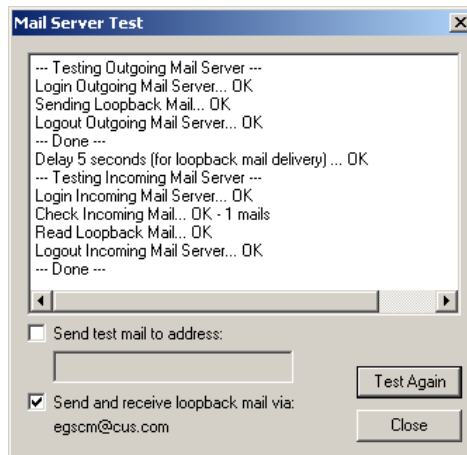 Mail Server Test
--- Testing Outgoing Mail Server ---
Login Outgoing Mail Server... OK
Sending Loopback Mail... OK
Logout Outgoing Mail Server... OK
--- Done ---
Delay 5 seconds (for loopback mail delivery) ... OK
--- Testing Incoming Mail Server ---
Login Incoming Mail Server... OK
Check Incoming Mail... OK - 1 mails
Read Loopback Mail... OK
Logout Incoming Mail Server... OK
--- Done ---
Send test mail to address:
Test Again
Send and receive loopback mail via:
egscm@cus.com
Close